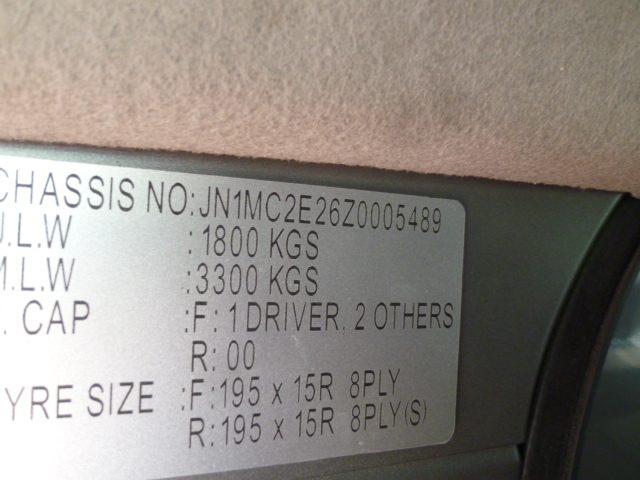 CHASSIS NO: JN1MC2E26Z0005489
.L.W : 1800 KGS
M.L.W : 3300 KGS
. CAP : F: 1 DRIVER. 2 OTHERS
R: 00
YRE SIZE : F: 195 x 15R 8PLY
R: 195 x 15R 8PLY(S)